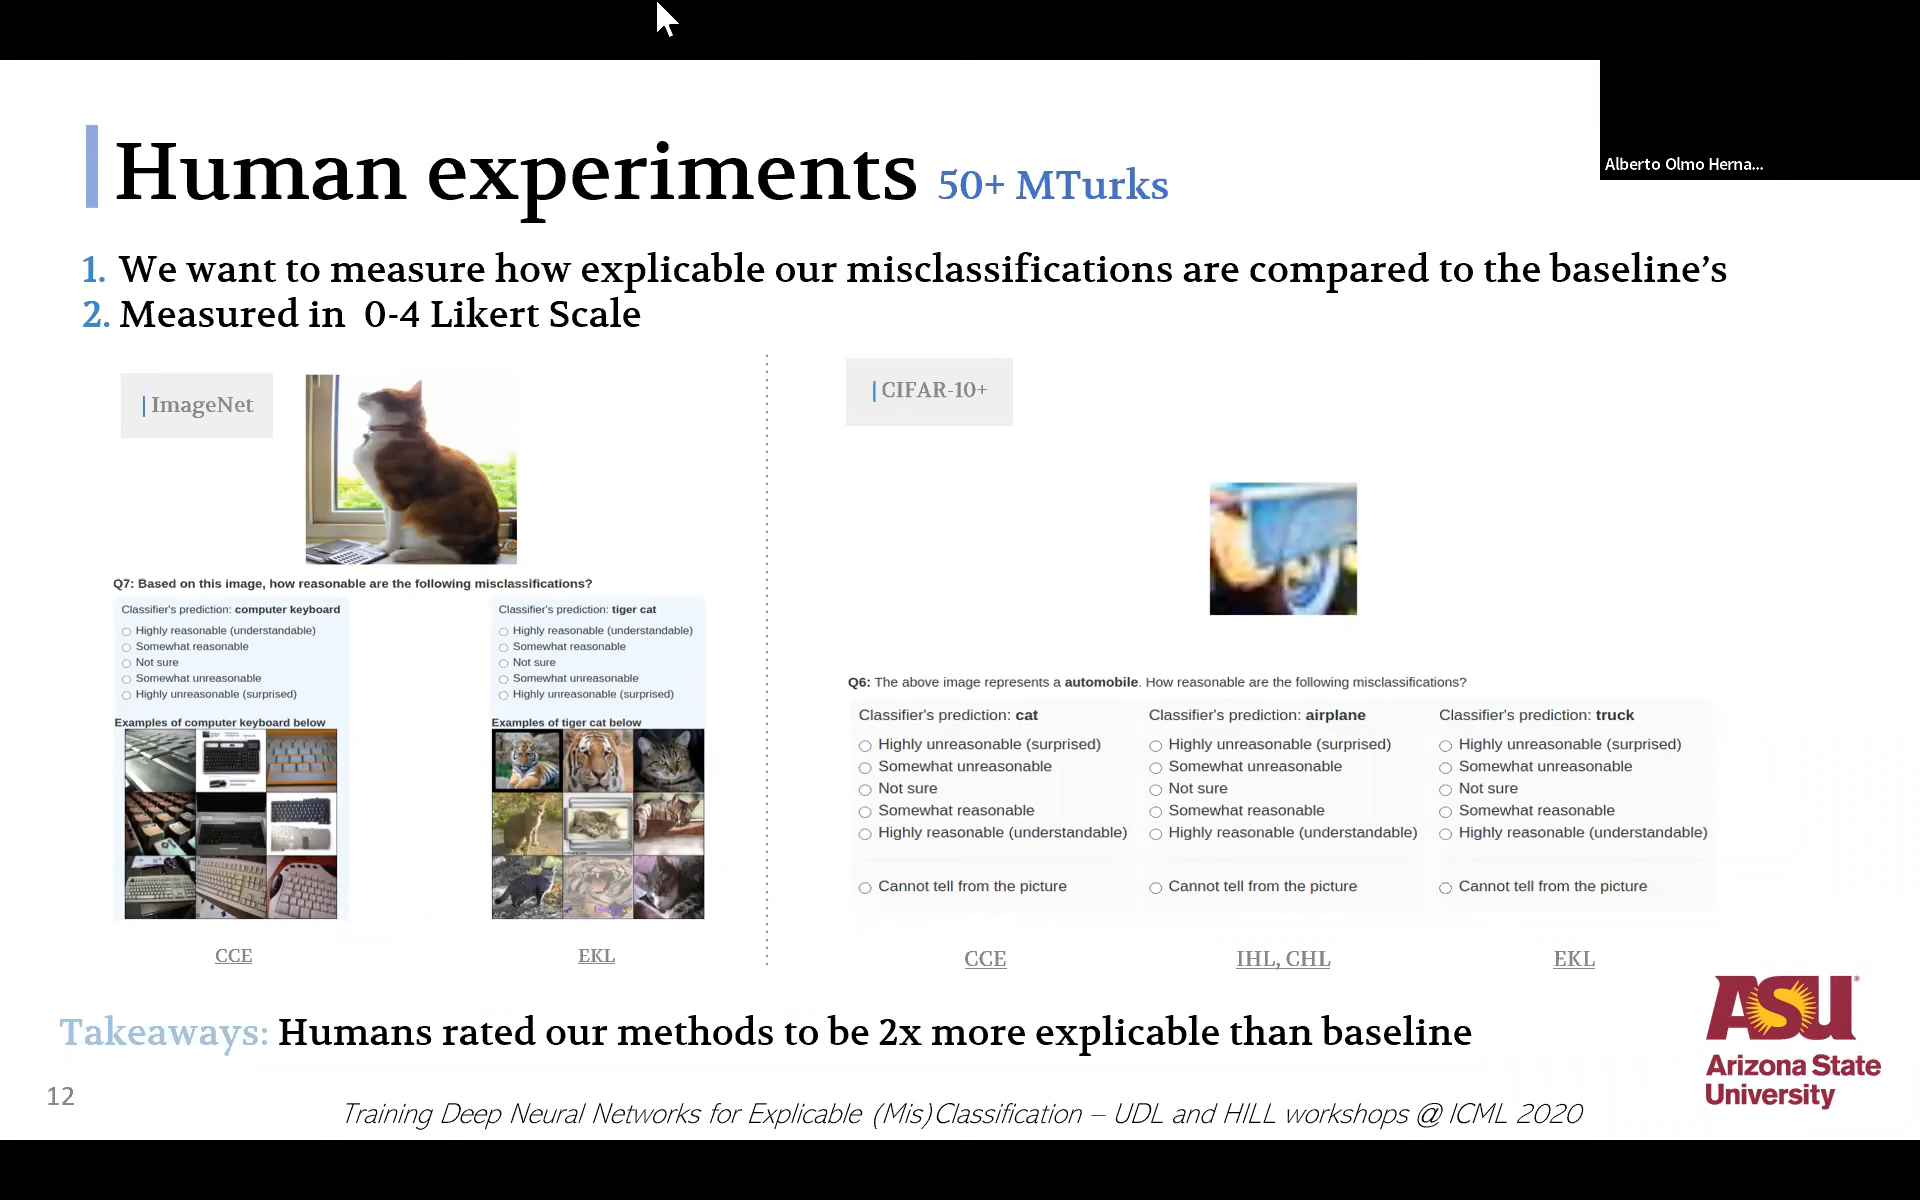 Alberto Olmo Herna...
Human experiments 50+ MTurks
1. We want to measure how explicable our misclassifications are compared to the baseline's
2. Measured in 0-4 Likert Scale
| ImageNet
Q7: Based on this image, how reasonable are the following misclassifications?
Classifier's prediction: computer keyboard
Highly reasonable (understandable)
Somewhat reasonable
Not sure
Somewhat unreasonable
Highly unreasonable (surprised)
Examples of computer keyboard below
CCE
Classifier's prediction: tiger cat
Highly reasonable (understandable)
Somewhat reasonable
Not sure
Somewhat unreasonable
Highly unreasonable (surprised)
Examples of tiger cat below
EKL
| CIFAR-10+
Q6: The above image represents a automobile. How reasonable are the following misclassifications?
Classifier's prediction: cat
Highly unreasonable (surprised)
Somewhat unreasonable
Not sure
Somewhat reasonable
Highly reasonable (understandable)
Cannot tell from the picture
CCE
Classifier's prediction: airplane
Highly unreasonable (surprised)
Somewhat unreasonable
Not sure
Somewhat reasonable
Highly reasonable (understandable)
Cannot tell from the picture
IHL, CHL
Classifier's prediction: truck
Highly unreasonable (surprised)
Somewhat unreasonable
Not sure
Somewhat reasonable
Highly reasonable (understandable)
Cannot tell from the picture
EKL
Takeaways: Humans rated our methods to be 2x more explicable than baseline
ASU
Arizona State
University
12
Training Deep Neural Networks for Explicable (Mis)Classification – UDL and HILL workshops @ ICML 2020